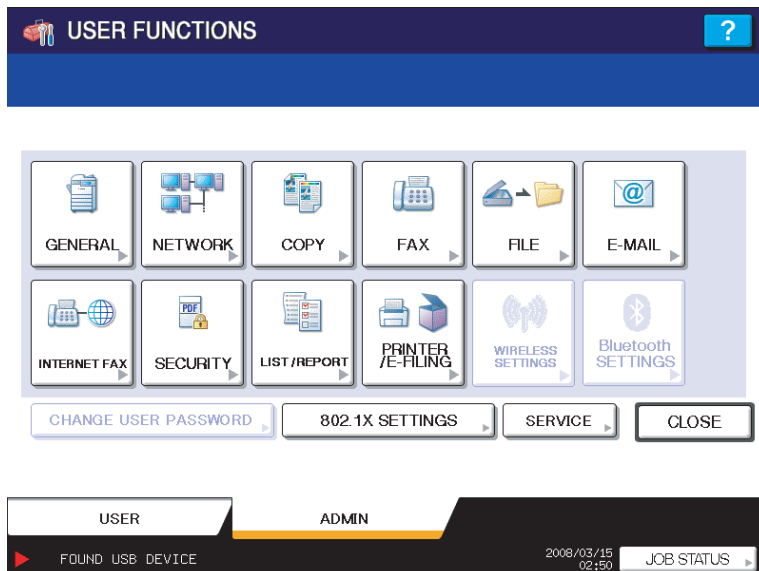 USER FUNCTIONS
?
GENERAL
NETWORK
COPY
FAX
FILE
@
E-MAIL
INTERNET FAX
PDF
SECURITY
LIST/REPORT
PRINTER
/E-FILING
WIRELESS
SETTINGS
Bluetooth
SETTINGS
CHANGE USER PASSWORD
802.1X SETTINGS
SERVICE
CLOSE
USER
ADMIN
FOUND USB DEVICE
2008/03/15
02:50
JOB STATUS